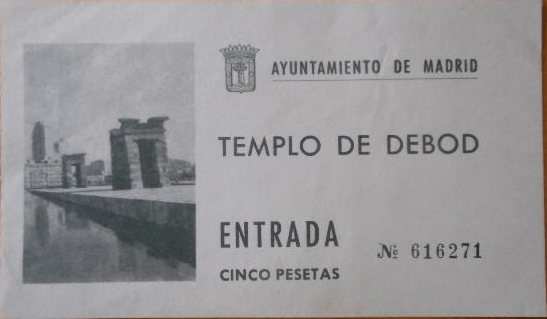 AYUNTAMIENTO DE MADRID
TEMPLO DE DEBOD
ENTRADA
CINCO PESETAS
№ 616271